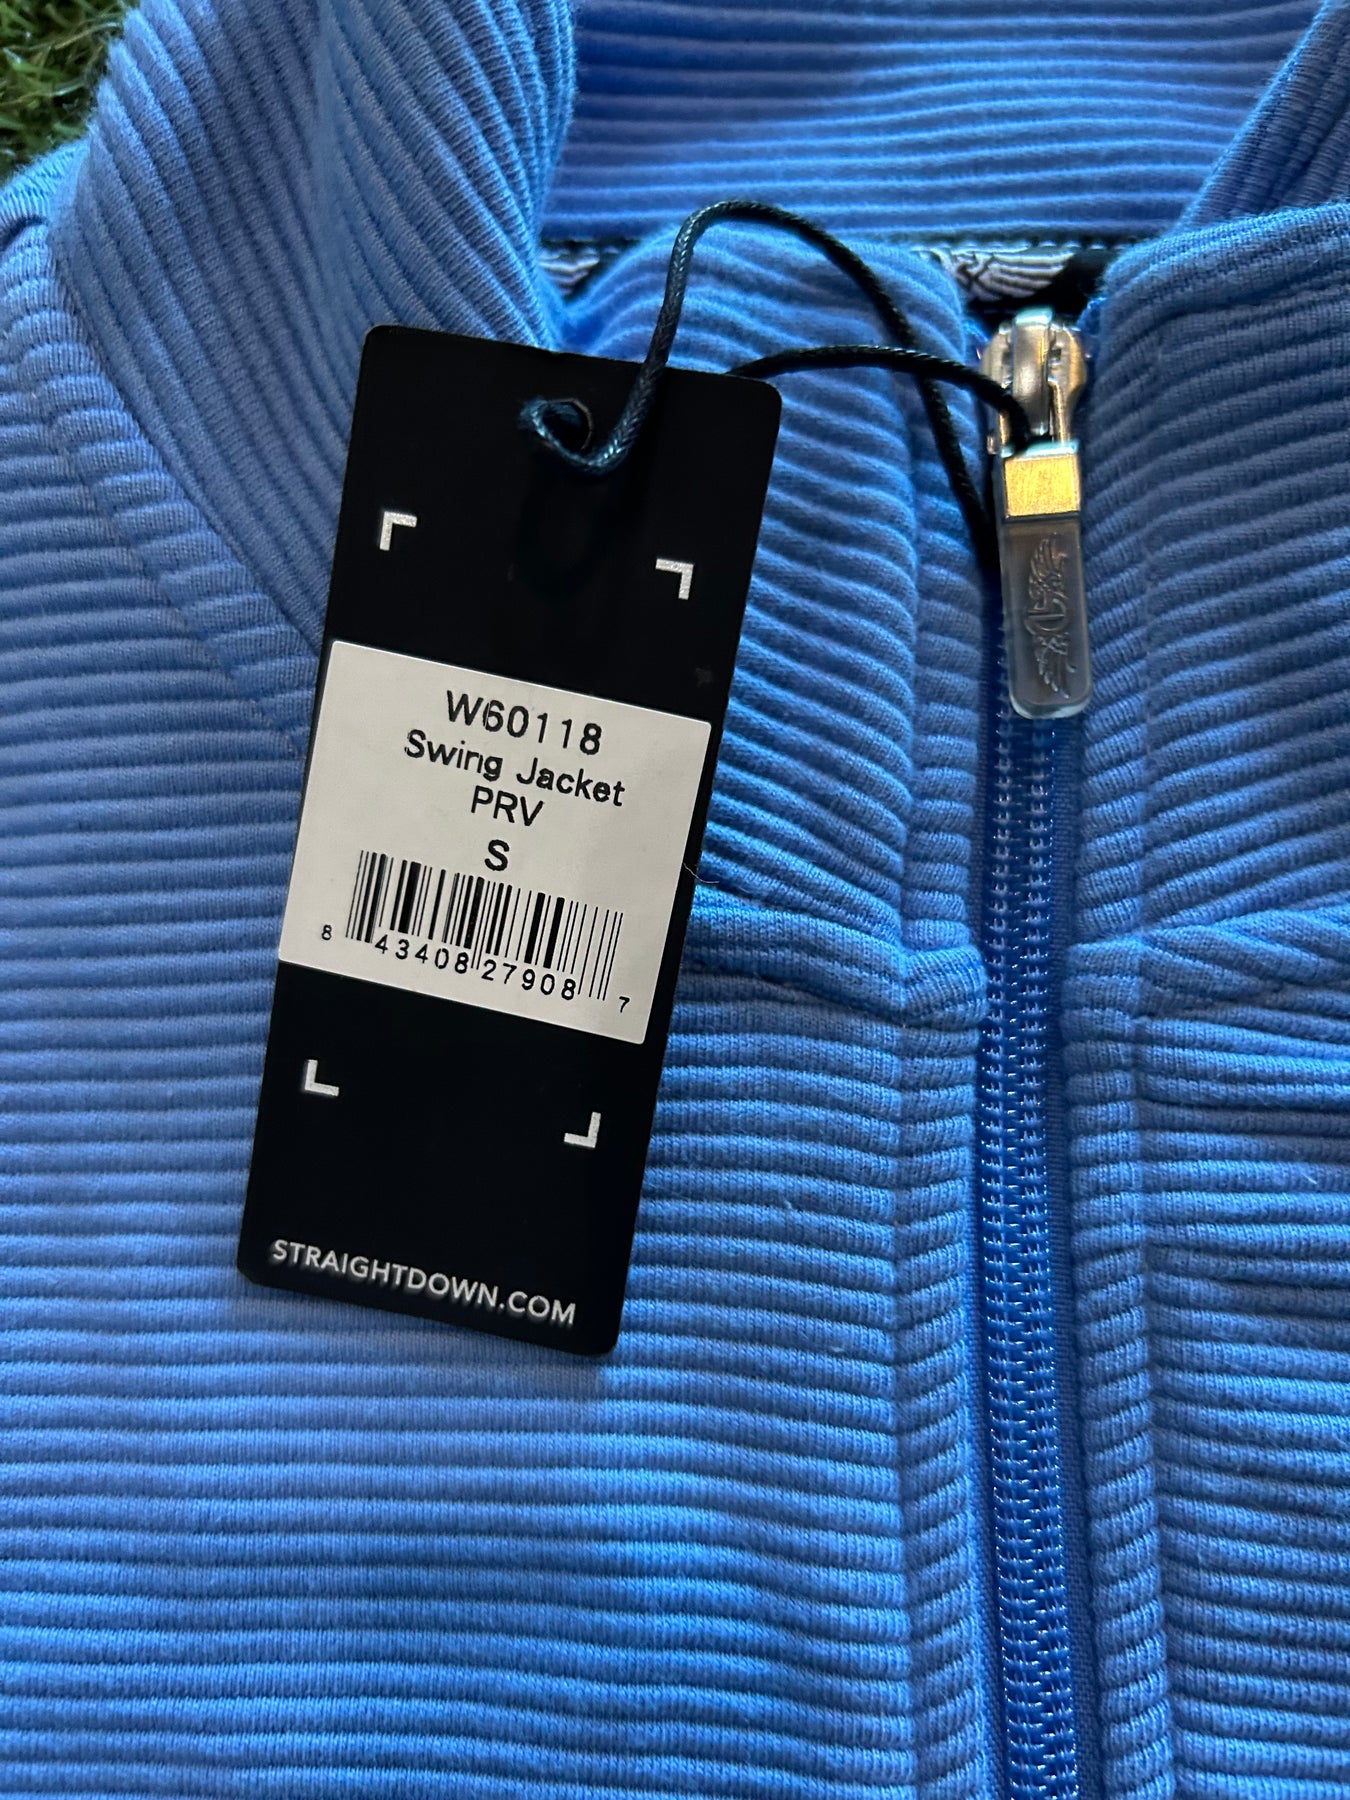 W60118
Swing Jacket
PRV
S
8 43408 27908 7
STRAIGHTDOWN.COM